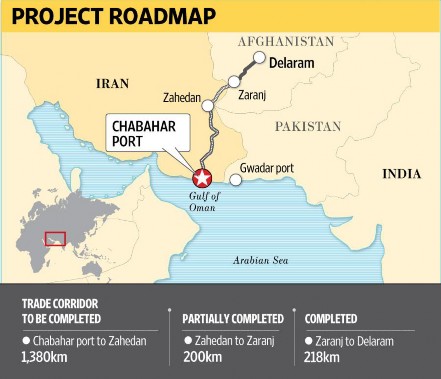 PROJECT ROADMAP
AFGHANISTAN
Delaram
IRAN
Zaranj
Zahedan
CHABAHAR
PORT
PAKISTAN
Gwadar port
INDIA
Gulf of
Oman
Arabian Sea
TRADE CORRIDOR
TO BE COMPLETED
Chabahar port to Zahedan
1,380km
PARTIALLY COMPLETED
Zahedan to Zaranj
200km
COMPLETED
Zaranj to Delaram
218km